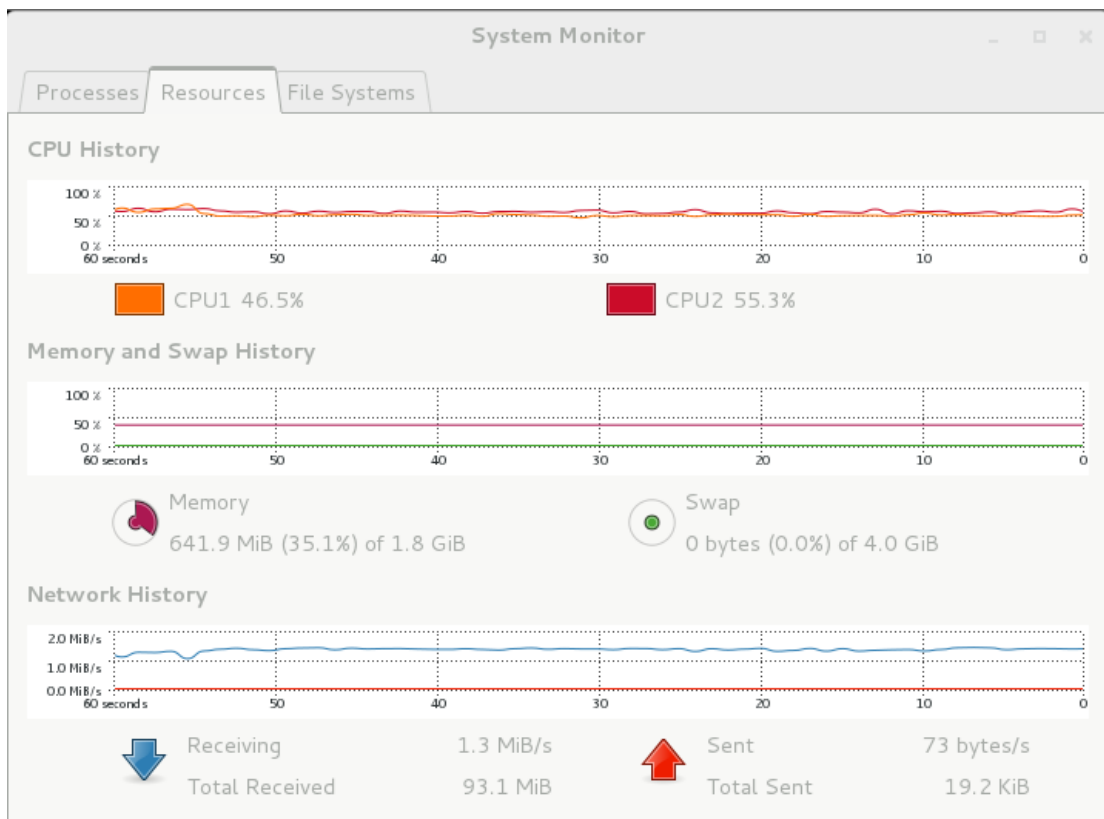 System Monitor
Processes Resources File Systems
CPU History
100 %
50 %
0 %
60 seconds 50 40 30 20 10 0
CPU1 46.5% CPU2 55.3%
Memory and Swap History
100 %
50 %
0 %
60 seconds 50 40 30 20 10 0
Memory Swap
641.9 MiB (35.1%) of 1.8 GiB 0 bytes (0.0%) of 4.0 GiB
Network History
2.0 MiB/s
1.0 MiB/s
0.0 MiB/s
60 seconds 50 40 30 20 10 0
Receiving 1.3 MiB/s Sent 73 bytes/s
Total Received 93.1 MiB Total Sent 19.2 KiB